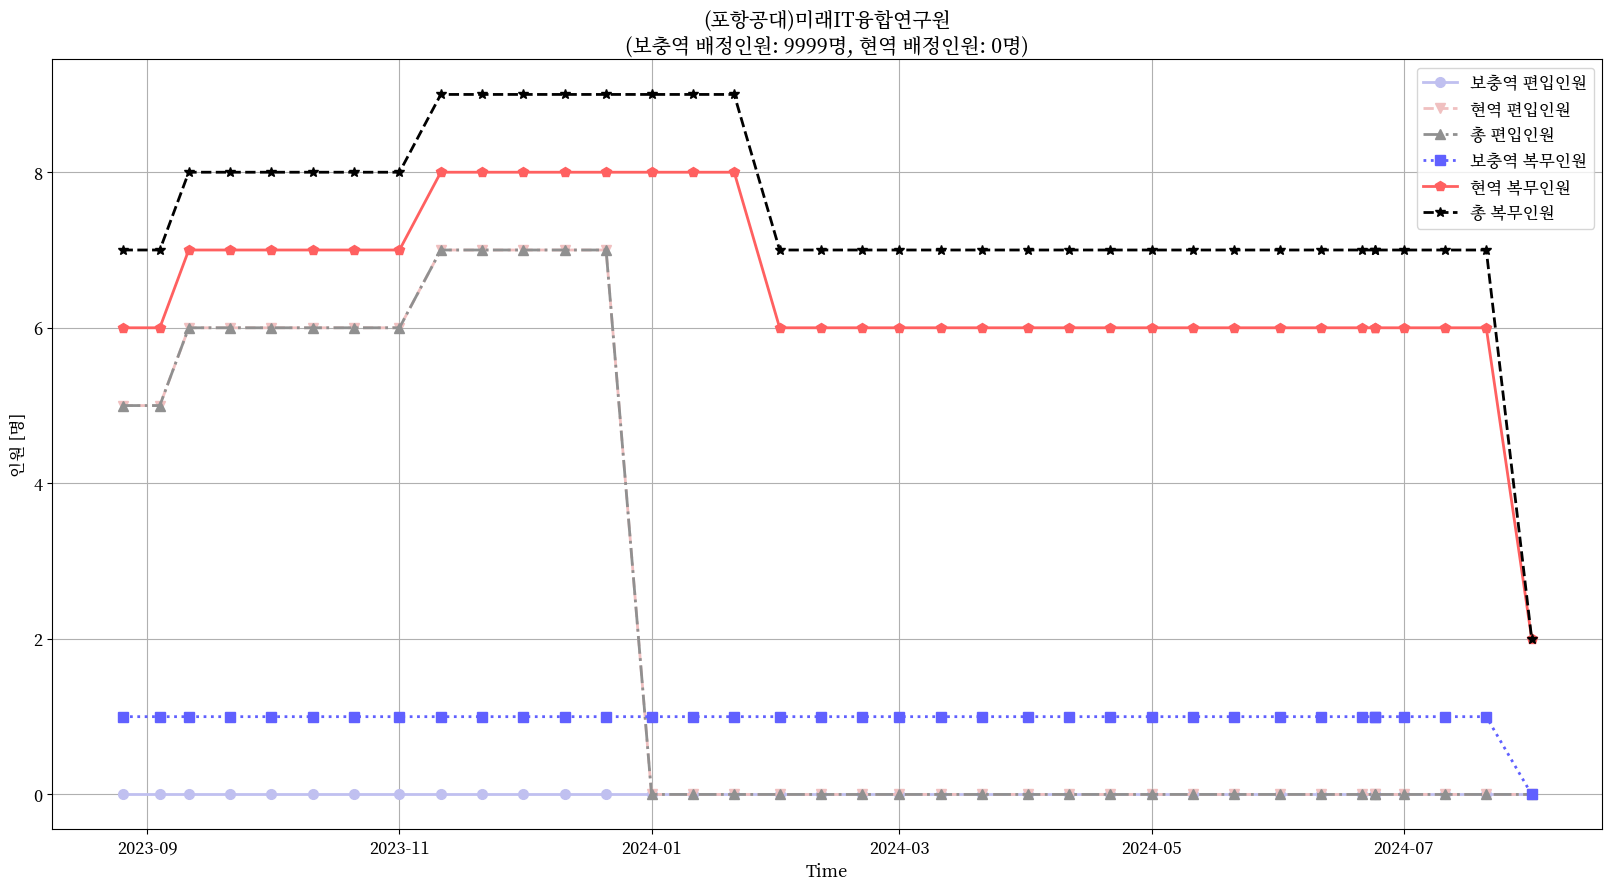 (포항공대)미래IT융합연구원
(보충역 배정인원: 9999명, 현역 배정인원: 0명)
보충역 편입인원
현역 편입인원
총 편입인원
보충역 복무인원
현역 복무인원
총 복무인원
인원 [명]
8
6
4
2
0
2023-09
2023-11
2024-01
2024-03
2024-05
2024-07
Time